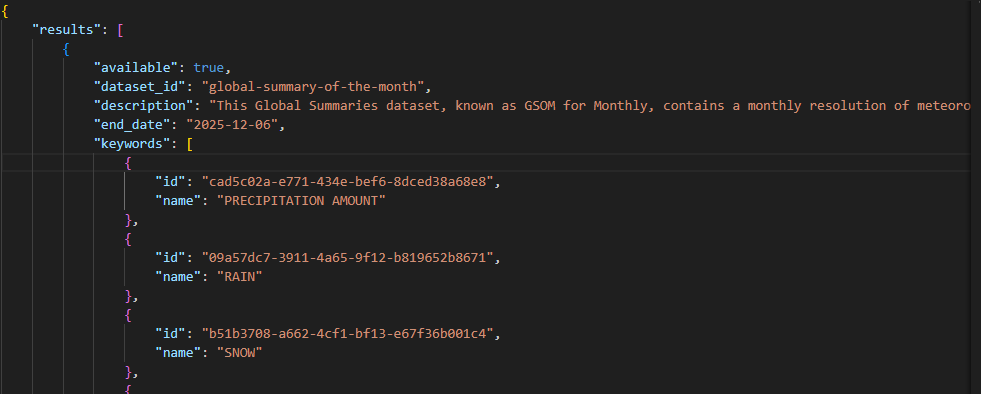 {
"results": [
{
"available": true,
"dataset_id": "global-summary-of-the-month",
"description": "This Global Summaries dataset, known as GSOM for Monthly, contains a monthly resolution of meteoro
"end_date": "2025-12-06",
"keywords": [
{
"id": "cad5c02a-e771-434e-bef6-8dced38a68e8",
"name": "PRECIPITATION AMOUNT"
},
{
"id": "09a57dc7-3911-4a65-9f12-b819652b8671",
"name": "RAIN"
},
{
"id": "b51b3708-a662-4cf1-bf13-e67f36b001c4",
"name": "SNOW"
},
{